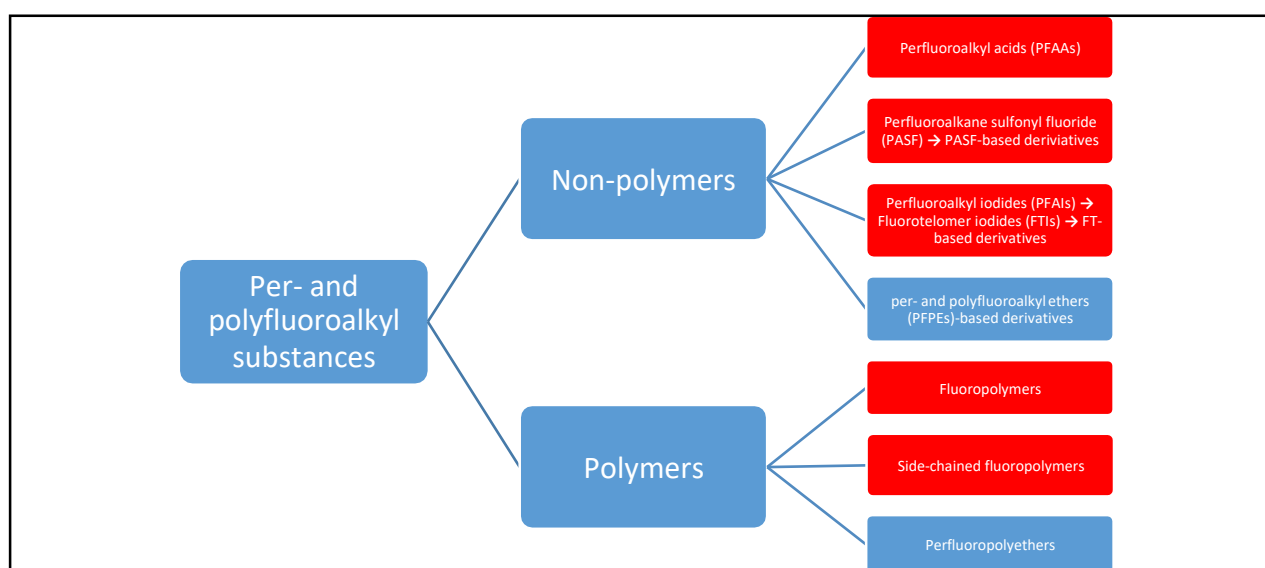 Perfluoroalkyl acids (PFAAs)
Perfluoroalkane sulfonyl fluoride
(PASF) → PASF-based deriviatives
Non-polymers
Perfluoroalkyl iodides (PFAIs) →
Fluorotelomer iodides (FTIs) → FT-
based derivatives
Per- and
polyfluoroalkyl
substances
per- and polyfluoroalkyl ethers
(PFPEs)-based derivatives
Fluoropolymers
Polymers
Side-chained fluoropolymers
Perfluoropolyethers